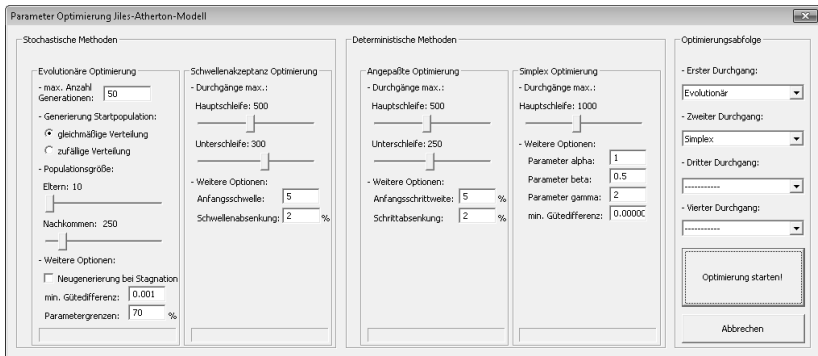 Parameter Optimierung Jiles-Atherton-Modell
Stochastische Methoden
Evolutionäre Optimierung
- max. Anzahl
Generationen: 50
- Generierung Startpopulation:
gleichmäßige Verteilung
zufällige Verteilung
- Populationsgröße:
Eltern: 10
Nachkommen: 250
- Weitere Optionen:
Neugenerierung bei Stagnation
min. Gütedifferenz: 0.001
Parametergrenzen: 70 %
Schwellenakzeptanz Optimierung
- Durchgänge max.:
Hauptschleife: 500
Unterschleife: 300
- Weitere Optionen:
Anfangsschwelle: 5
Schwellenabsenkung: 2 %
Deterministische Methoden
Angepaßte Optimierung
- Durchgänge max.:
Hauptschleife: 500
Unterschleife: 250
- Weitere Optionen:
Anfangsschrittweite: 5 %
Schrittabsenkung: 2 %
Simplex Optimierung
- Durchgänge max.:
Hauptschleife: 1000
- Weitere Optionen:
Parameter alpha: 1
Parameter beta: 0.5
Parameter gamma: 2
min. Gütedifferenz: 0.0000
Optimierungsabfolge
- Erster Durchgang:
Evolutionär
- Zweiter Durchgang:
Simplex
- Dritter Durchgang:
-----------
- Vierter Durchgang:
-----------
Optimierung starten!
Abbrechen